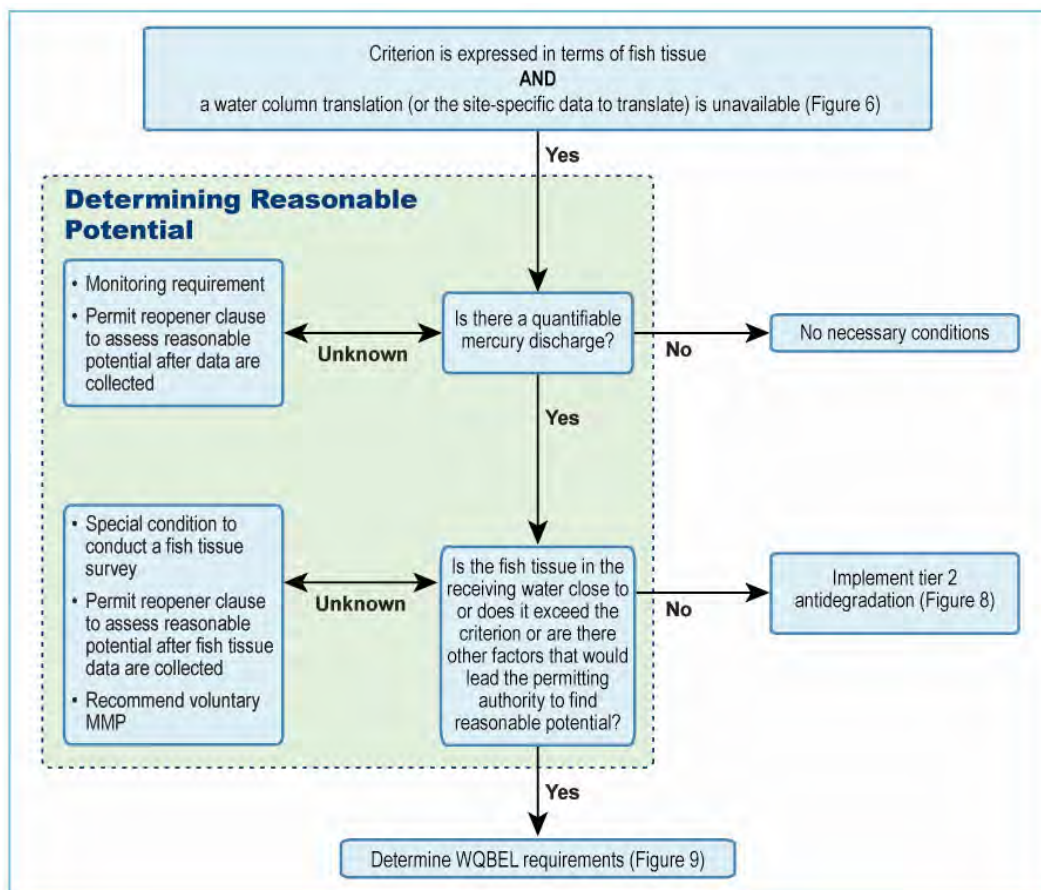 Criterion is expressed in terms of fish tissue
AND
a water column translation (or the site-specific data to translate) is unavailable (Figure 6)
Yes
Determining Reasonable
Potential
• Monitoring requirement
• Permit reopener clause
to assess reasonable
potential after data are
collected
Unknown
Is there a quantifiable
mercury discharge?
No
No necessary conditions
Yes
• Special condition to
conduct a fish tissue
survey
• Permit reopener clause
to assess reasonable
potential after fish tissue
data are collected
• Recommend voluntary
MMP
Unknown
Is the fish tissue in the
receiving water close to
or does it exceed the
criterion or are there
other factors that would
lead the permitting
authority to find
reasonable potential?
No
Implement tier 2
antidegradation (Figure 8)
Yes
Determine WQBEL requirements (Figure 9)